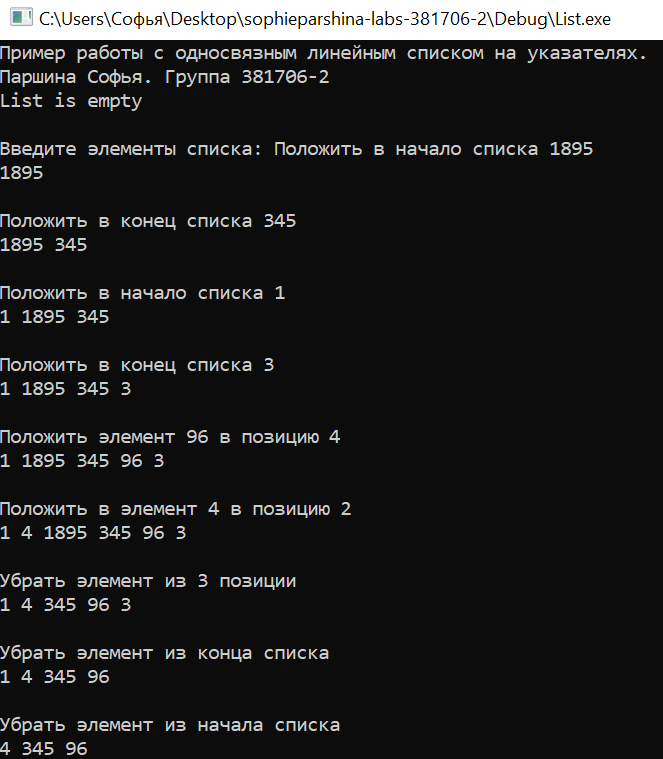 C:\Users\Софья\Desktop\sophieparshina-labs-381706-2\Debug\List.exe
Пример работы с односвязным линейным списком на указателях.
Паршина Софья. Группа 381706-2
List is empty
Введите элементы списка: Положить в начало списка 1895
1895
Положить в конец списка 345
1895 345
Положить в начало списка 1
1 1895 345
Положить в конец списка 3
1 1895 345 3
Положить элемент 96 в позицию 4
1 1895 345 96 3
Положить в элемент 4 в позицию 2
1 4 1895 345 96 3
Убрать элемент из 3 позиции
1 4 345 96 3
Убрать элемент из конца списка
1 4 345 96
Убрать элемент из начала списка
4 345 96